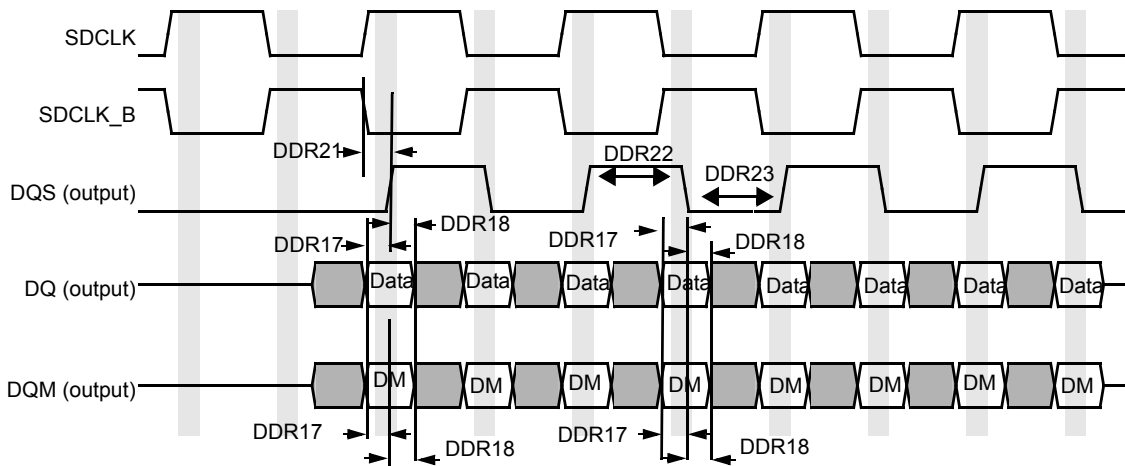 SDCLK
SDCLK_B
DDR21
DDR22
DDR23
DQS (output)
DDR18
DDR17
DDR17
DDR18
DQ (output)
Data
Data
Data
Data
Data
Data
Data
Data
DQM (output)
DM
DM
DM
DM
DM
DM
DM
DM
DDR17
DDR18
DDR17
DDR18